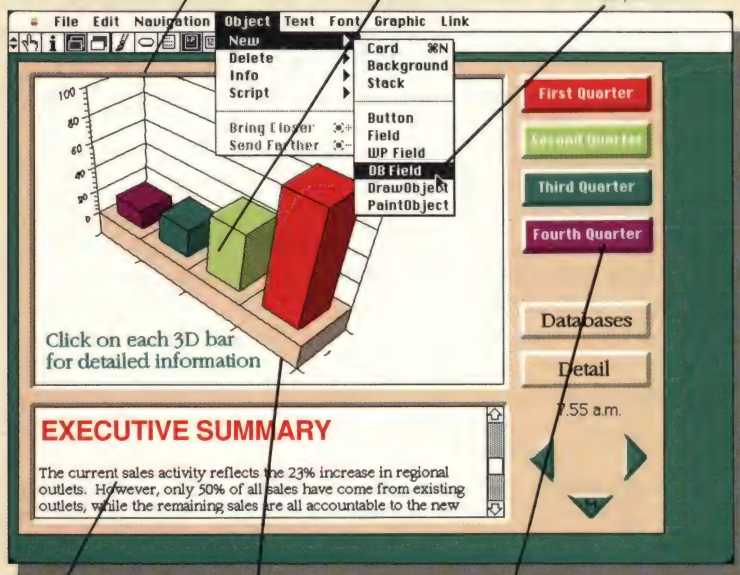 File Edit Navigation Object Text Font Graphic Link
New
Delete
Info
Script
Bring Closer
Send Farther
Card ⌘N
Background
Stack
Button
Field
WP Field
DB Field
DrawObject
PaintObject
100
80
60
40
20
0
Click on each 3D bar
for detailed information
First Quarter
Second Quarter
Third Quarter
Fourth Quarter
Databases
Detail
7.55 a.m.
EXECUTIVE SUMMARY
The current sales activity reflects the 23% increase in regional
outlets. However, only 50% of all sales have come from existing
outlets, while the remaining sales are all accountable to the new